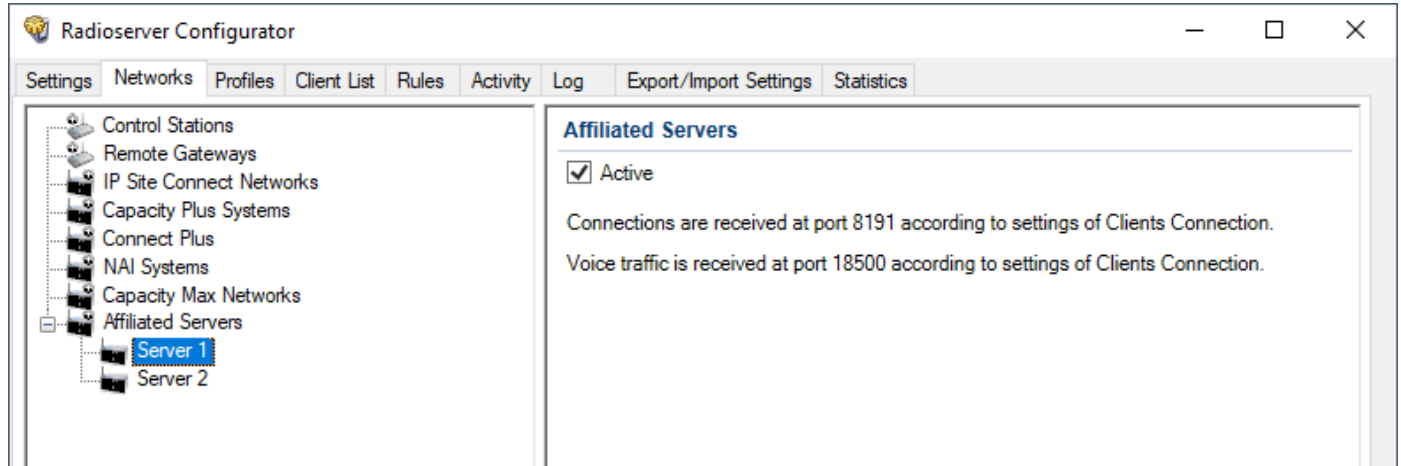 Radioserver Configurator
Settings Networks Profiles Client List Rules Activity Log Export/Import Settings Statistics
Control Stations
Remote Gateways
IP Site Connect Networks
Capacity Plus Systems
Connect Plus
NAI Systems
Capacity Max Networks
Affiliated Servers
Server 1
Server 2
Affiliated Servers
Active
Connections are received at port 8191 according to settings of Clients Connection.
Voice traffic is received at port 18500 according to settings of Clients Connection.